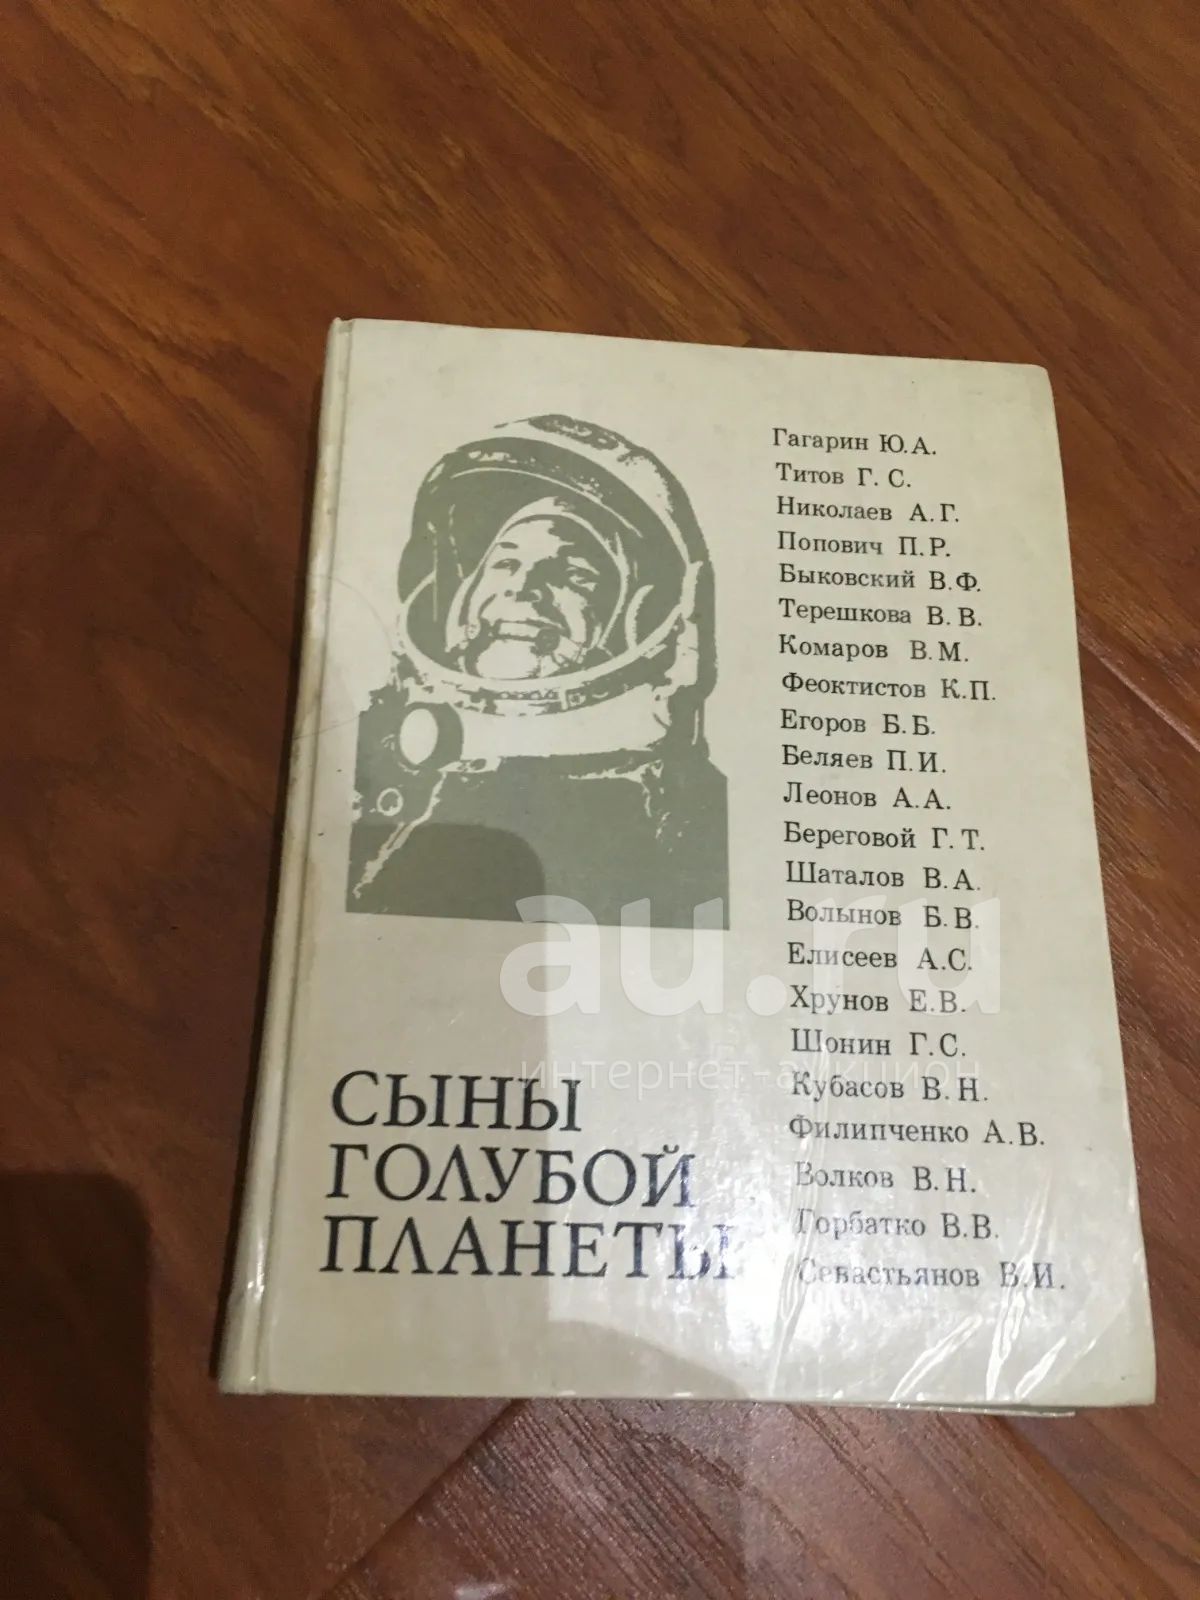 Гагарин Ю.А.
Титов Г. С.
Николаев А.Г.
Попович П.Р.
Быковский В.Ф.
Терешкова В.В.
Комаров В.М.
Феоктистов К.П.
Егоров Б.Б.
Беляев П.И.
Леонов А.А.
Береговой Г.Т.
Шаталов В.А.
Волынов Б.В.
Елисеев А.С.
Хрунов Е.В.
Шонин Г.С.
Кубасов В.Н.
Филипченко А.В.
Волков В.Н.
Горбатко В.В.
Севастьянов В.И.
СЫНЫ
ГОЛУБОЙ
ПЛАНЕТЫ
au.ru
интернет-аукцион